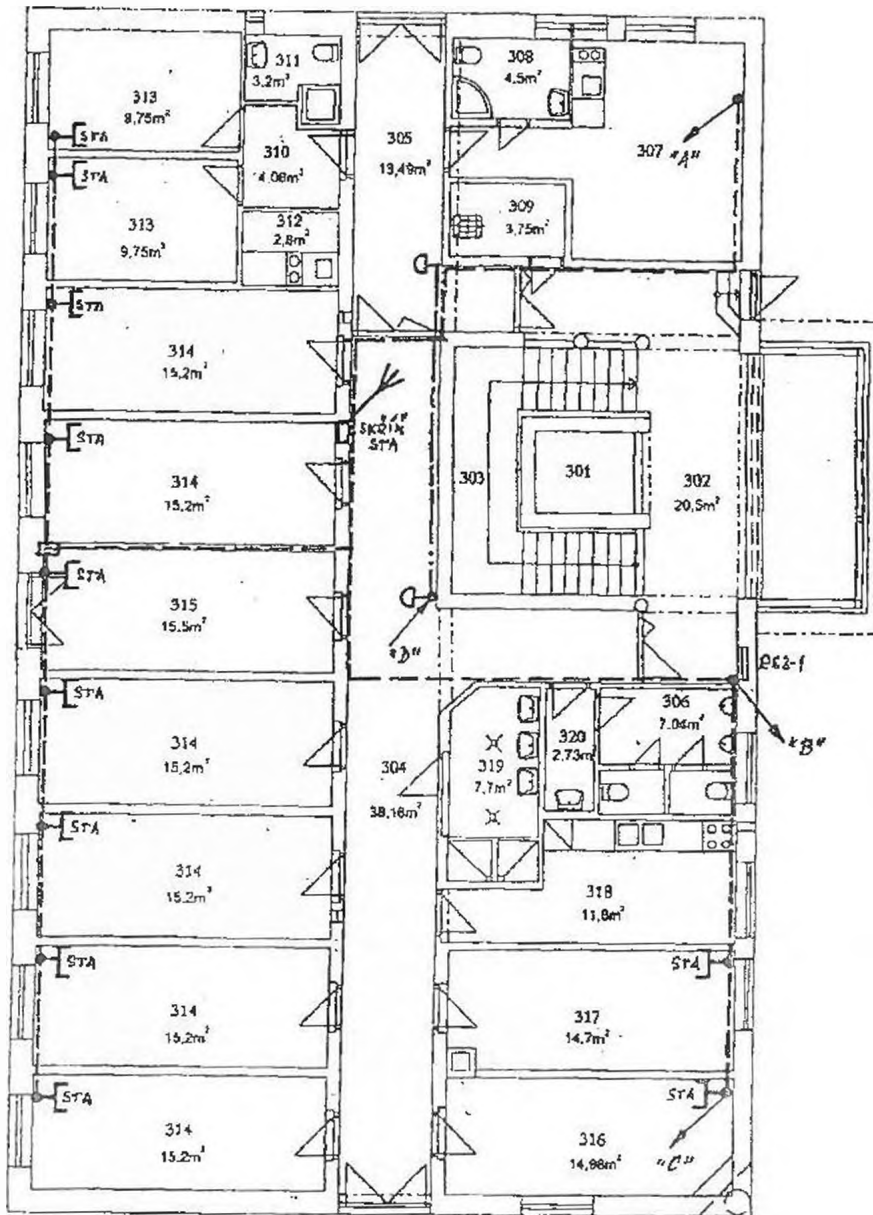 311
3.2m²
308
4.5m²
313
9,75m²
STA
310
4.08m²
305
13,49m²
307
"A"
STA
313
9,75m²
312
2,8m²
309
3,75m²
STA
314
15.2m²
SKŘÍŇ
STA
STA
314
15,2m²
303
301
302
20,5m²
STA
315
15,5m²
"D"
STA
314
15,2m²
306
7.04m²
"B"
320
2,73m²
319
7,7m²
304
38,16m²
STA
314
15,2m²
318
11,8m²
STA
314
15,2m²
STA
317
14,7m²
STA
314
15.2m²
STA
316
14,98m²
"C"